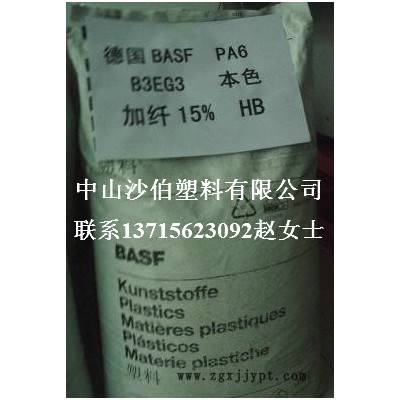 德国BASF PA6
B3EG3 本色
加纤15% HB
塑料
中山沙伯塑料有限公司
联系13715623092赵女士
BASF
Kunststoffe
Plastics
Matières plastiques
Plásticos
Materie plastiche
塑料
www.zgxjjypt.com